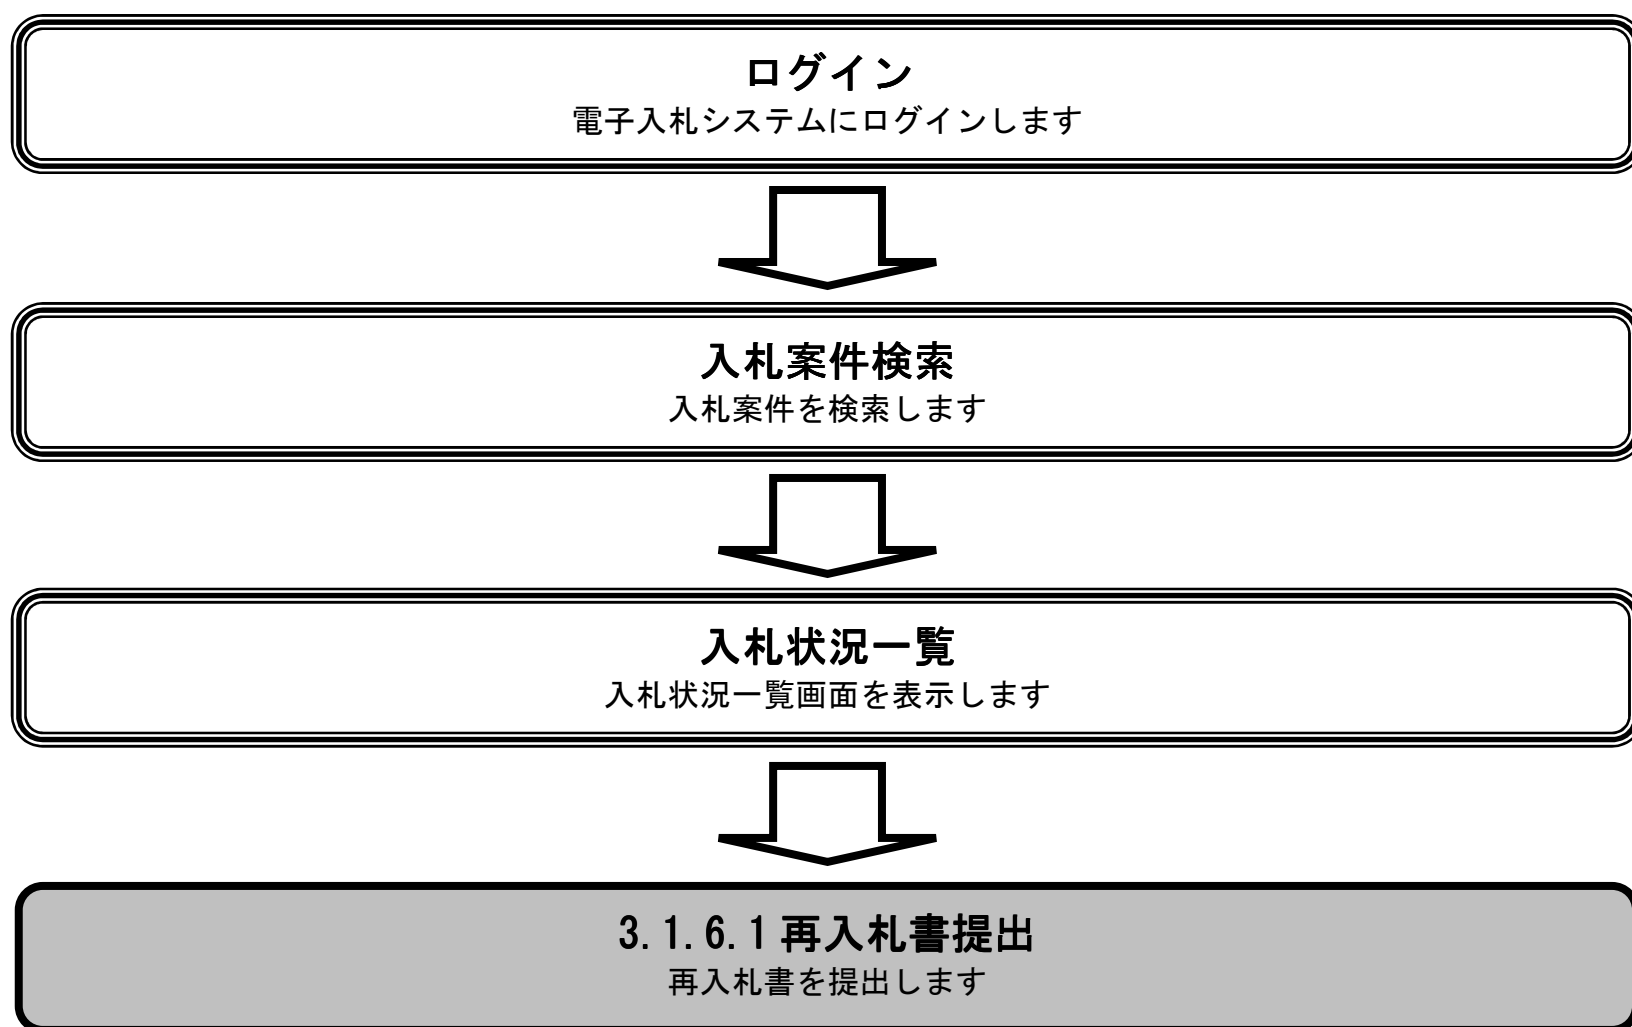 ログイン
電子入札システムにログインします
入札案件検索
入札案件を検索します
入札状況一覧
入札状況一覧画面を表示します
3.1.6.1再入札書提出
再入札書を提出します